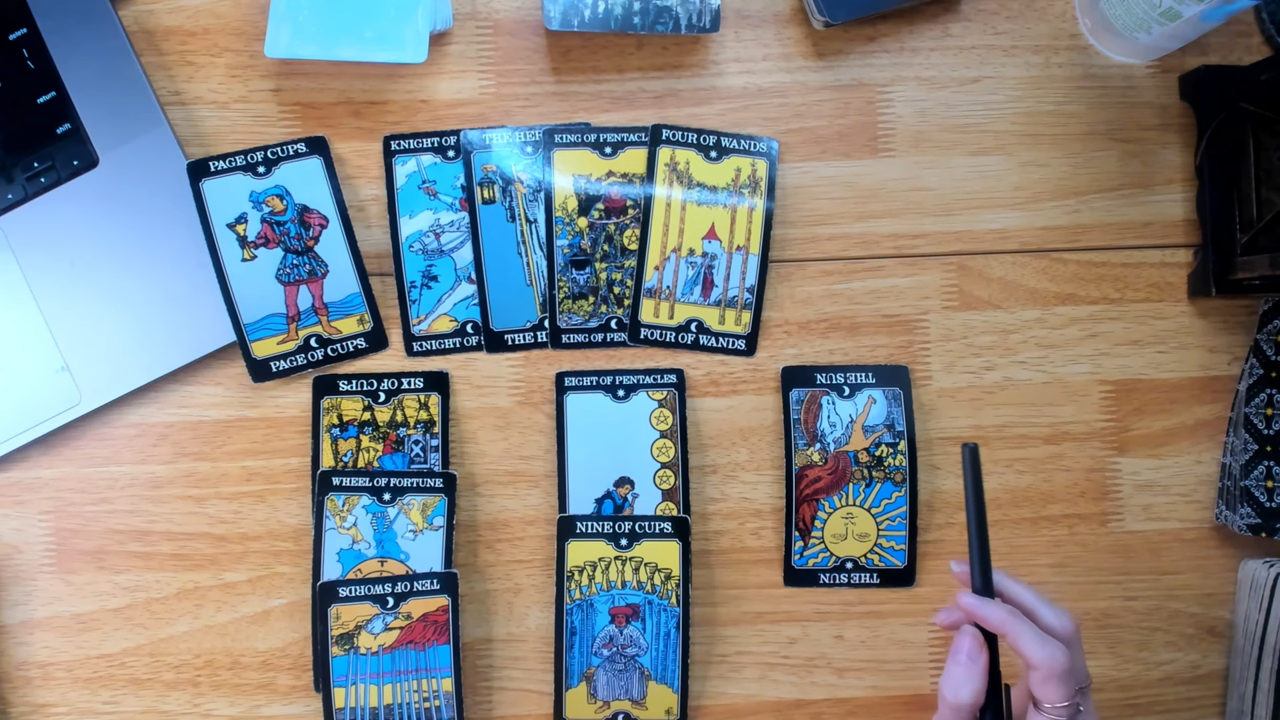 delete
return
shift
PAGE OF CUPS.
PAGE OF CUPS.
KNIGHT OF
KNIGHT OF
THE HER
THE H
KING OF PENTACL
KING OF PEN
FOUR OF WANDS.
FOUR OF WANDS.
SIX OF CUPS.
WHEEL OF FORTUNE
TEN OF SWORDS.
EIGHT OF PENTACLES.
NINE OF CUPS.
THE SUN
THE SUN